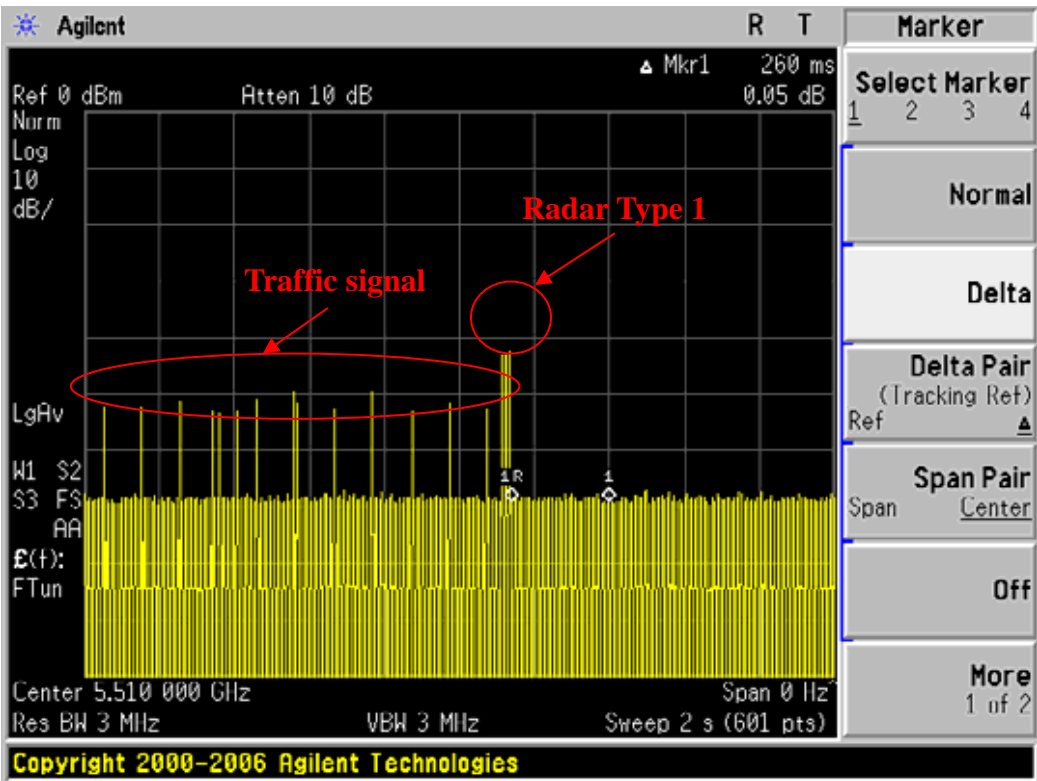 Agilent R T
Marker
Δ Mkr1 260 ms
Ref 0 dBm Atten 10 dB 0.05 dB
Norm
Log
10
dB/
Radar Type 1
Traffic signal
LgAv
W1 S2
S3 FS
AA
£(f):
FTun
1R
1
Center 5.510 000 GHz Span 0 Hz^
Res BW 3 MHz VBW 3 MHz Sweep 2 s (601 pts)
Copyright 2000-2006 Agilent Technologies
Select Marker
1 2 3 4
Normal
Delta
Delta Pair
(Tracking Ref)
Ref Δ
Span Pair
Span Center
Off
More
1 of 2